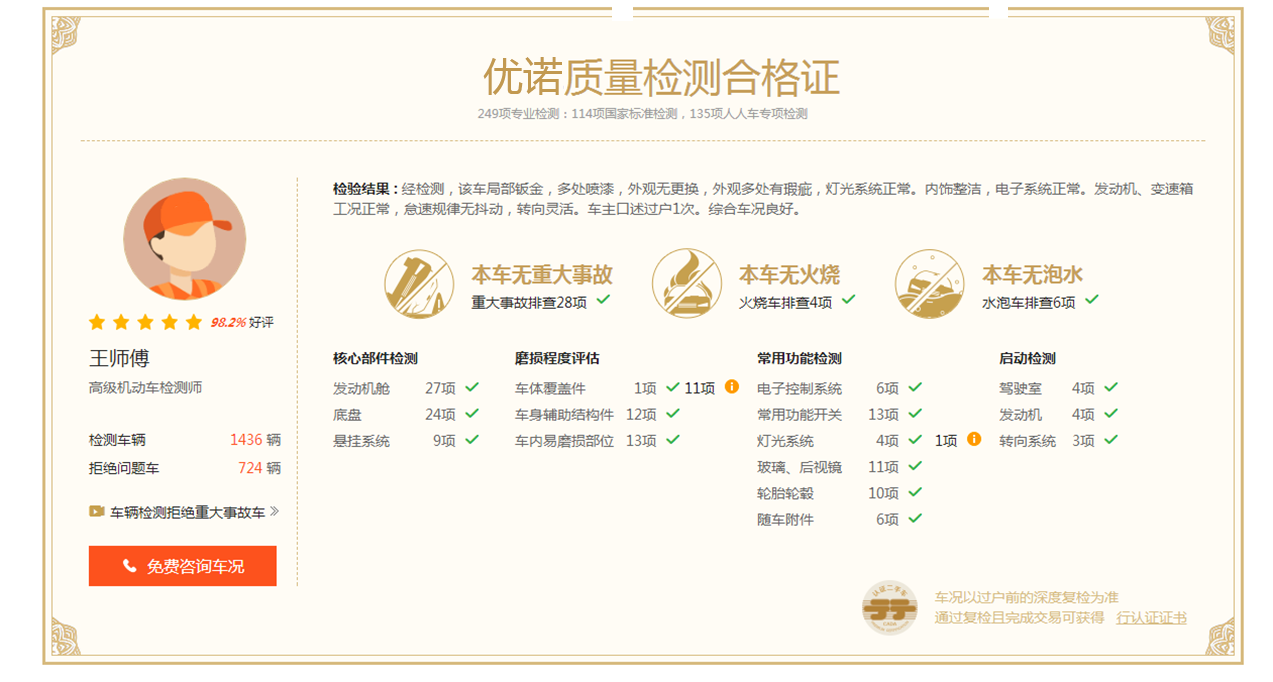 优诺质量检测合格证
249项专业检测：114项国家标准检测，135项人人车专项检测
98.2% 好评
王师傅
高级机动车检测师
检测车辆 1436 辆
拒绝问题车 724 辆
车辆检测拒绝重大事故车
免费咨询车况
检验结果：经检测，该车局部钣金，多处喷漆，外观无更换，外观多处有瑕疵，灯光系统正常。内饰整洁，电子系统正常。发动机、变速箱
工况正常，怠速规律无抖动，转向灵活。车主口述过户1次。综合车况良好。
本车无重大事故
重大事故排查28项
本车无火烧
火烧车排查4项
本车无泡水
水泡车排查6项
核心部件检测
发动机舱 27项
底盘 24项
悬挂系统 9项
磨损程度评估
车体覆盖件 1项 11项
车身辅助结构件 12项
车内易磨损部位 13项
常用功能检测
电子控制系统 6项
常用功能开关 13项
灯光系统 4项 1项
玻璃、后视镜 11项
轮胎轮毂 10项
随车附件 6项
启动检测
驾驶室 4项
发动机 4项
转向系统 3项
认证二手车
车况以过户前的深度复检为准
通过复检且完成交易可获得 行认证证书